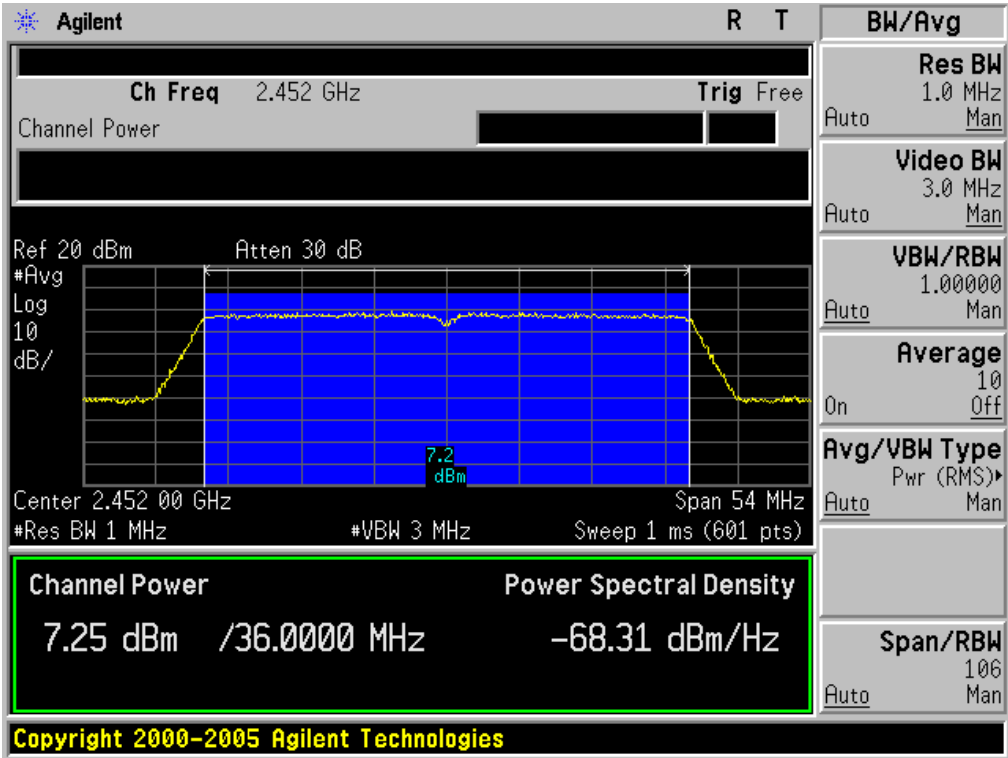 Agilent R T
Ch Freq 2.452 GHz Trig Free
Channel Power
Ref 20 dBm Atten 30 dB
#Avg
Log
10
dB/
7.2
dBm
Center 2.452 00 GHz Span 54 MHz
#Res BW 1 MHz #VBW 3 MHz Sweep 1 ms (601 pts)
Channel Power Power Spectral Density
7.25 dBm /36.0000 MHz -68.31 dBm/Hz
Copyright 2000-2005 Agilent Technologies
BW/Avg
Res BW
1.0 MHz
Auto Man
Video BW
3.0 MHz
Auto Man
VBW/RBW
1.00000
Auto Man
Average
10
On Off
Avg/VBW Type
Pwr (RMS)▸
Auto Man
Span/RBW
106
Auto Man